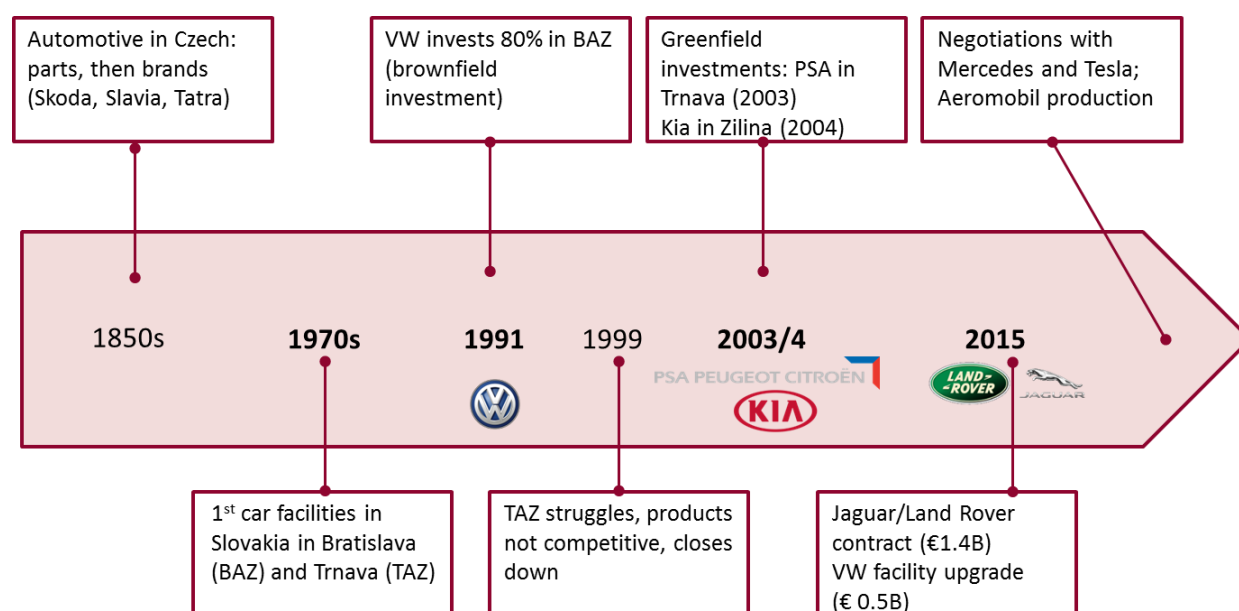 Automotive in Czech:
parts, then brands
(Skoda, Slavia, Tatra)
VW invests 80% in BAZ
(brownfield
investment)
Greenfield
investments: PSA in
Trnava (2003)
Kia in Zilina (2004)
Negotiations with
Mercedes and Tesla;
Aeromobil production
1850s
1970s
1991
1999
2003/4
2015
VW
PSA PEUGEOT CITROËN
KIA
LAND-
-ROVER
JAGUAR
1st car facilities in
Slovakia in Bratislava
(BAZ) and Trnava (TAZ)
TAZ struggles, products
not competitive, closes
down
Jaguar/Land Rover
contract (€1.4B)
VW facility upgrade
(€ 0.5B)